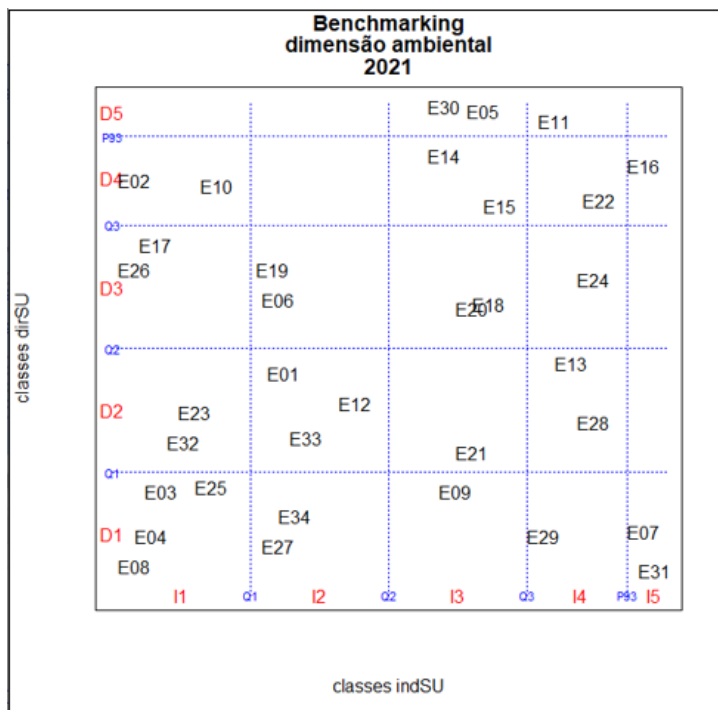 Benchmarking
dimensão ambiental
2021
D5
E30
E05
E11
P93
E14
E16
D4
E02
E10
E22
E15
Q3
E17
E26
E19
E24
D3
E06
E18
E20
classes dirSU
Q2
E13
E01
E12
D2
E23
E28
E33
E32
E21
Q1
E25
E03
E09
E34
E07
D1
E04
E29
E27
E08
E31
I1
Q1
I2
Q2
I3
Q3
I4
P93
I5
classes indSU